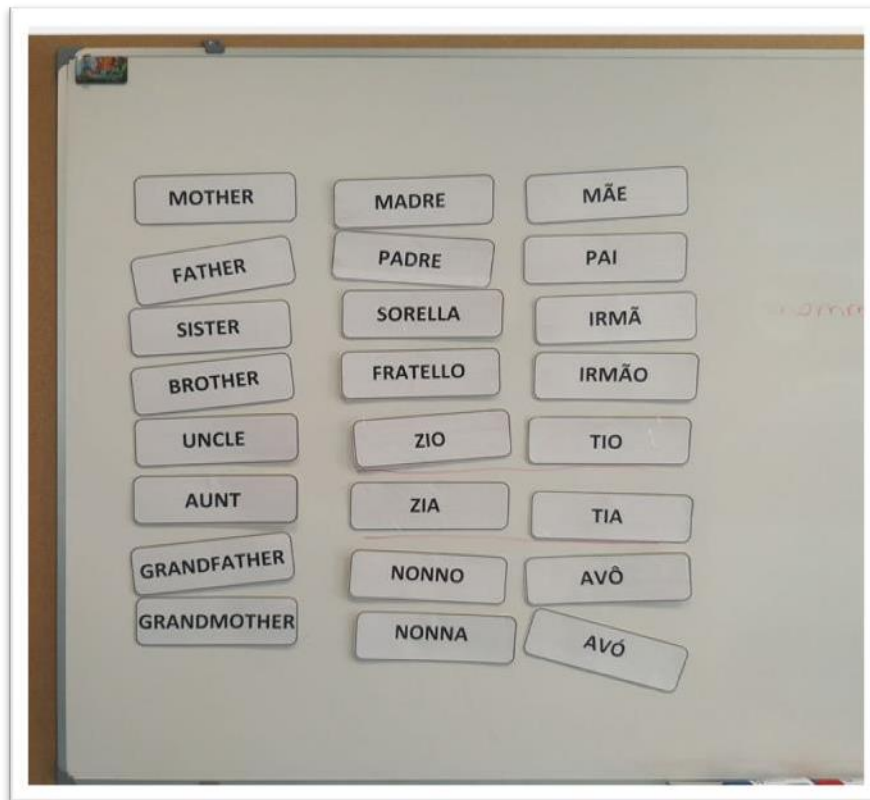 MOTHER MADRE MÃE
FATHER PADRE PAI
SISTER SORELLA IRMÃ
BROTHER FRATELLO IRMÃO
UNCLE ZIO TIO
AUNT ZIA TIA
GRANDFATHER NONNO AVÔ
GRANDMOTHER NONNA AVÓ